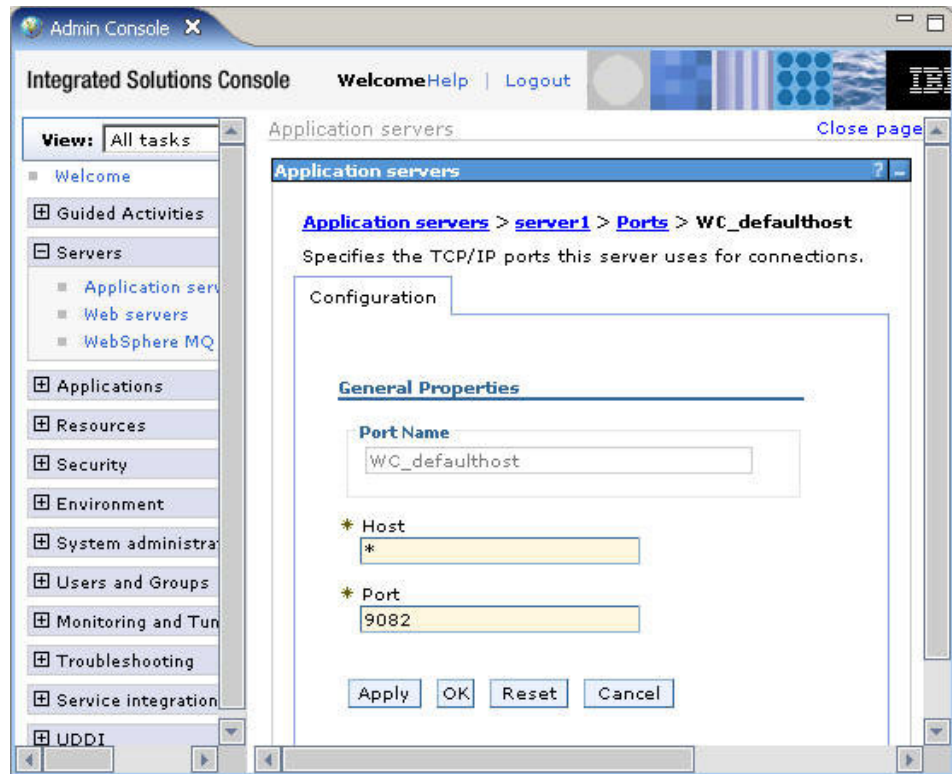 Admin Console
Integrated Solutions Console Welcome Help | Logout IBM
View: All tasks
Welcome
Guided Activities
Servers
Application serv
Web servers
WebSphere MQ
Applications
Resources
Security
Environment
System administra
Users and Groups
Monitoring and Tun
Troubleshooting
Service integration
UDDI
Application servers Close page
Application servers ? -
Application servers > server1 > Ports > WC_defaulthost
Specifies the TCP/IP ports this server uses for connections.
Configuration
General Properties
Port Name
WC_defaulthost
* Host
*
* Port
9082
Apply OK Reset Cancel